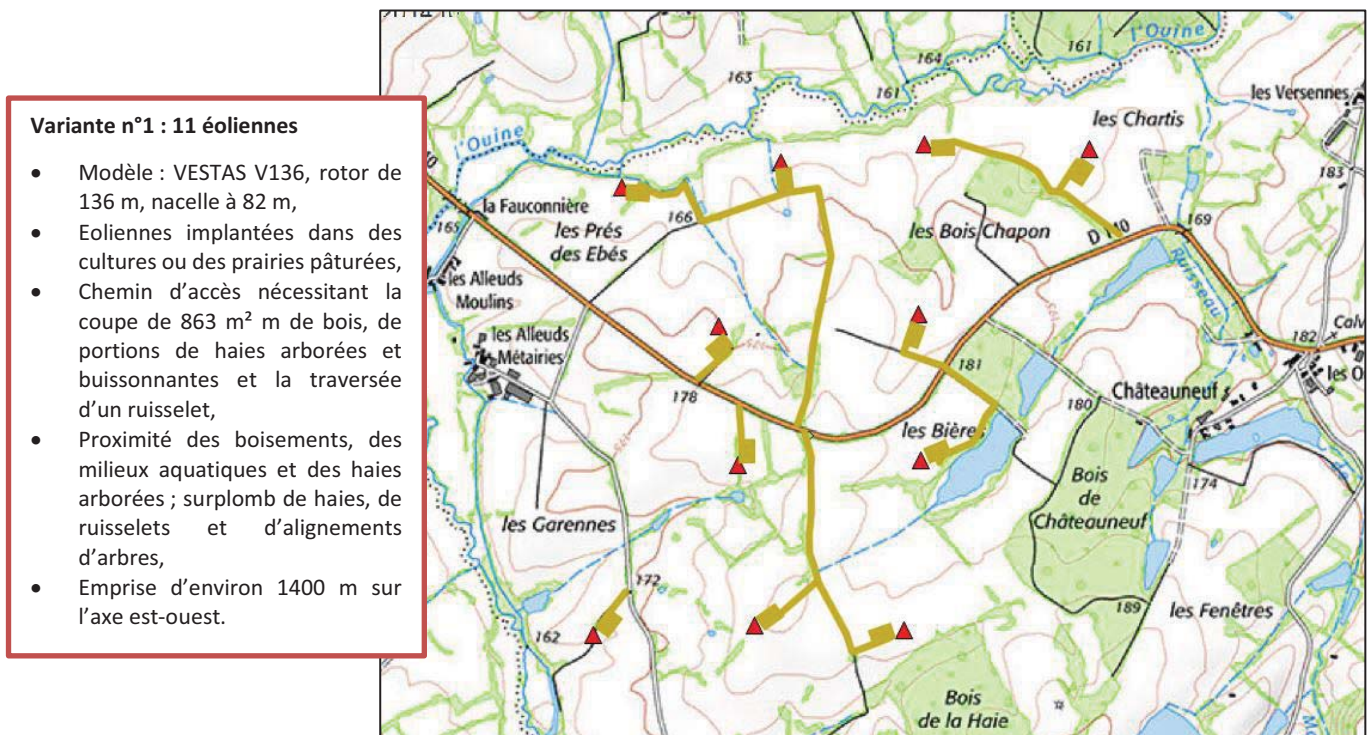 Variante n°1 : 11 éoliennes
• Modèle : VESTAS V136, rotor de
136 m, nacelle à 82 m,
• Eoliennes implantées dans des
cultures ou des prairies pâturées,
• Chemin d’accès nécessitant la
coupe de 863 m² m de bois, de
portions de haies arborées et
buissonnantes et la traversée
d’un ruisselet,
• Proximité des boisements, des
milieux aquatiques et des haies
arborées ; surplomb de haies, de
ruisselets et d’alignements
d’arbres,
• Emprise d’environ 1400 m sur
l’axe est-ouest.
l'Ouine
161
164
163
161
les Versennes
les Chartis
183
l'Ouine
la Fauconnière
165
166
les Prés
des Ebés
les Bois Chapon
D 110
169
Ruisseau
les Alleuds
Moulins
les Alleuds
Métairies
182
181
178
Châteauneuf
180
les Bières
174
Bois
de
Châteauneuf
les Garennes
172
189
les Fenêtres
162
Bois
de la Haie